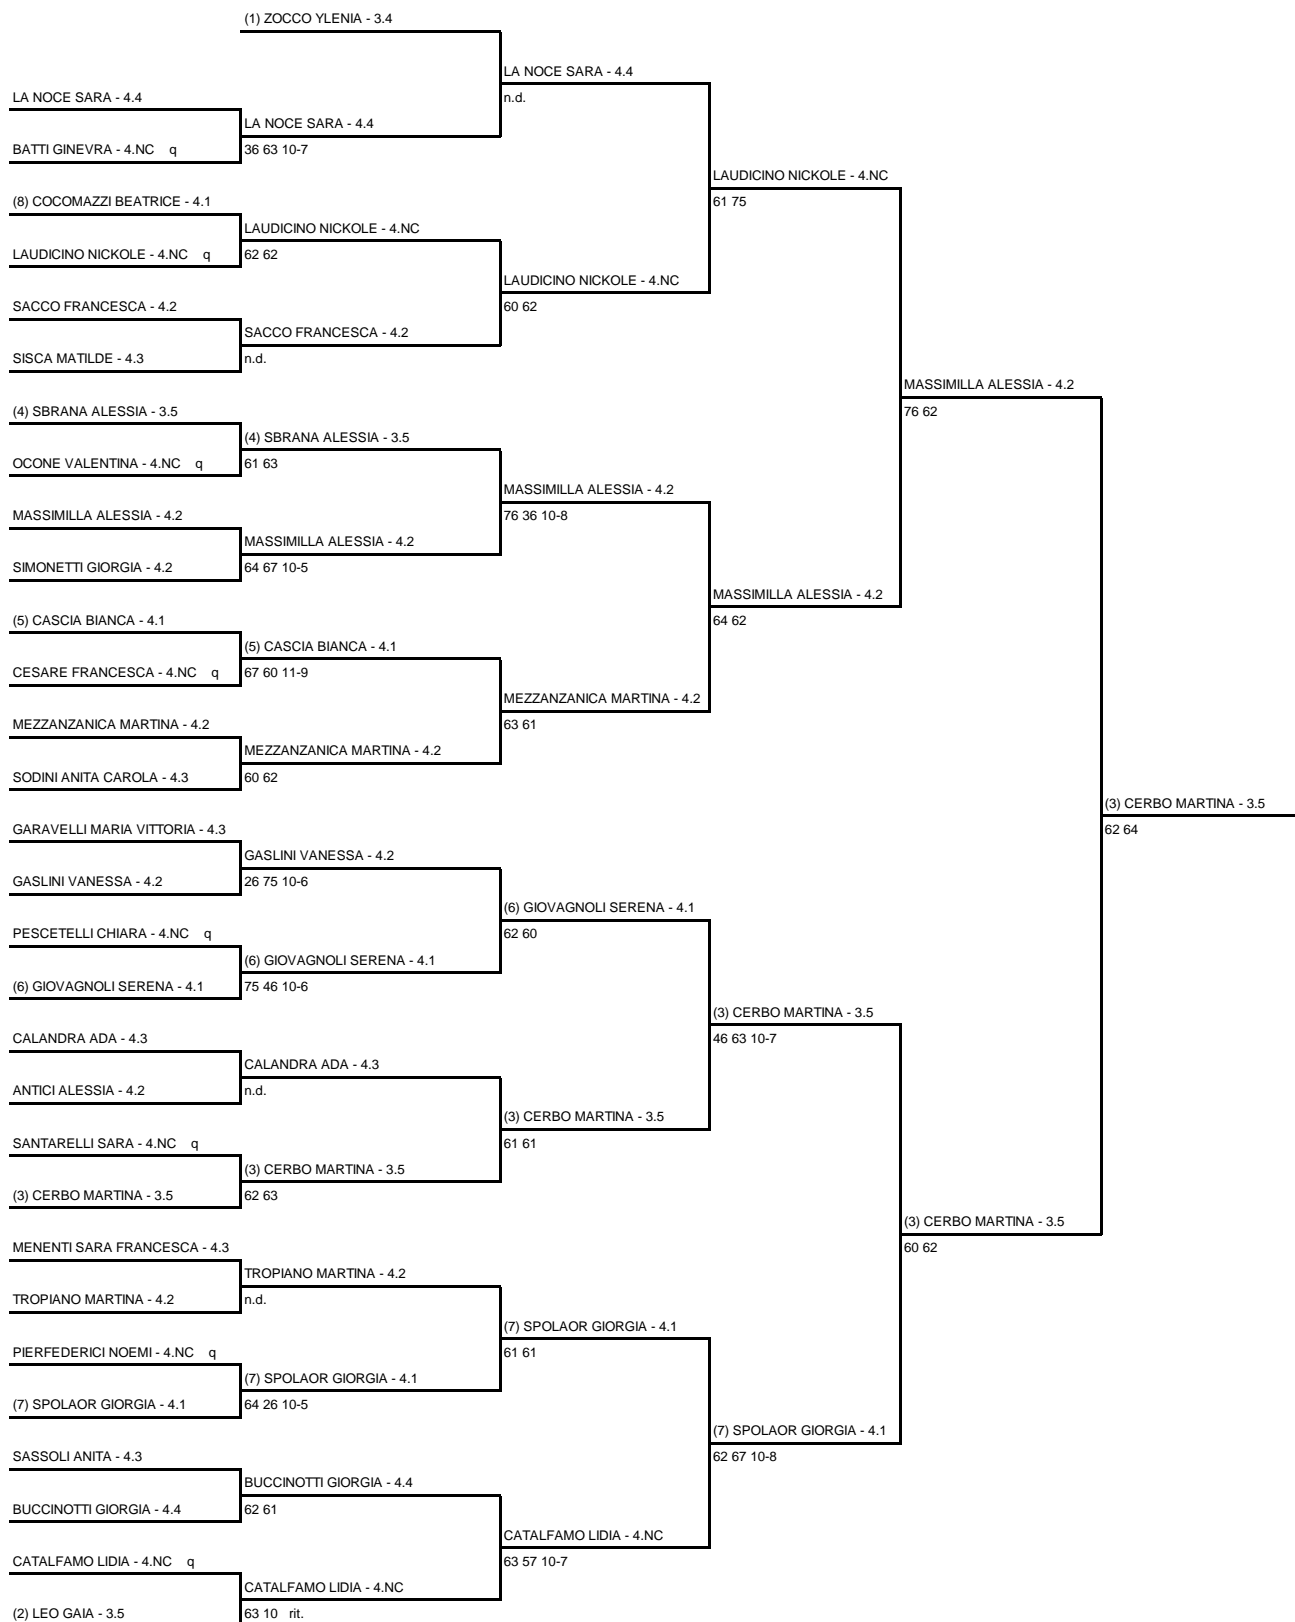 (1) ZOCCO YLENIA - 3.4
LA NOCE SARA - 4.4
LA NOCE SARA - 4.4
n.d.
LA NOCE SARA - 4.4
BATTI GINEVRA - 4.NC q
36 63 10-7
LAUDICINO NICKOLE - 4.NC
(8) COCOMAZZI BEATRICE - 4.1
61 75
LAUDICINO NICKOLE - 4.NC
LAUDICINO NICKOLE - 4.NC q
62 62
LAUDICINO NICKOLE - 4.NC
SACCO FRANCESCA - 4.2
60 62
SACCO FRANCESCA - 4.2
SISCA MATILDE - 4.3
n.d.
MASSIMILLA ALESSIA - 4.2
(4) SBRANA ALESSIA - 3.5
76 62
(4) SBRANA ALESSIA - 3.5
OCONE VALENTINA - 4.NC q
61 63
MASSIMILLA ALESSIA - 4.2
MASSIMILLA ALESSIA - 4.2
76 36 10-8
MASSIMILLA ALESSIA - 4.2
SIMONETTI GIORGIA - 4.2
64 67 10-5
MASSIMILLA ALESSIA - 4.2
(5) CASCIA BIANCA - 4.1
64 62
(5) CASCIA BIANCA - 4.1
CESARE FRANCESCA - 4.NC q
67 60 11-9
MEZZANZANICA MARTINA - 4.2
MEZZANZANICA MARTINA - 4.2
63 61
MEZZANZANICA MARTINA - 4.2
SODINI ANITA CAROLA - 4.3
60 62
(3) CERBO MARTINA - 3.5
GARAVELLI MARIA VITTORIA - 4.3
62 64
GASLINI VANESSA - 4.2
GASLINI VANESSA - 4.2
26 75 10-6
(6) GIOVAGNOLI SERENA - 4.1
PESCETELLI CHIARA - 4.NC q
62 60
(6) GIOVAGNOLI SERENA - 4.1
(6) GIOVAGNOLI SERENA - 4.1
75 46 10-6
(3) CERBO MARTINA - 3.5
CALANDRA ADA - 4.3
46 63 10-7
CALANDRA ADA - 4.3
ANTICI ALESSIA - 4.2
n.d.
(3) CERBO MARTINA - 3.5
SANTARELLI SARA - 4.NC q
61 61
(3) CERBO MARTINA - 3.5
(3) CERBO MARTINA - 3.5
62 63
(3) CERBO MARTINA - 3.5
MENENTI SARA FRANCESCA - 4.3
60 62
TROPIANO MARTINA - 4.2
TROPIANO MARTINA - 4.2
n.d.
(7) SPOLAOR GIORGIA - 4.1
PIERFEDERICI NOEMI - 4.NC q
61 61
(7) SPOLAOR GIORGIA - 4.1
(7) SPOLAOR GIORGIA - 4.1
64 26 10-5
(7) SPOLAOR GIORGIA - 4.1
SASSOLI ANITA - 4.3
62 67 10-8
BUCCINOTTI GIORGIA - 4.4
BUCCINOTTI GIORGIA - 4.4
62 61
CATALFAMO LIDIA - 4.NC
CATALFAMO LIDIA - 4.NC q
63 57 10-7
CATALFAMO LIDIA - 4.NC
(2) LEO GAIA - 3.5
63 10 rit.